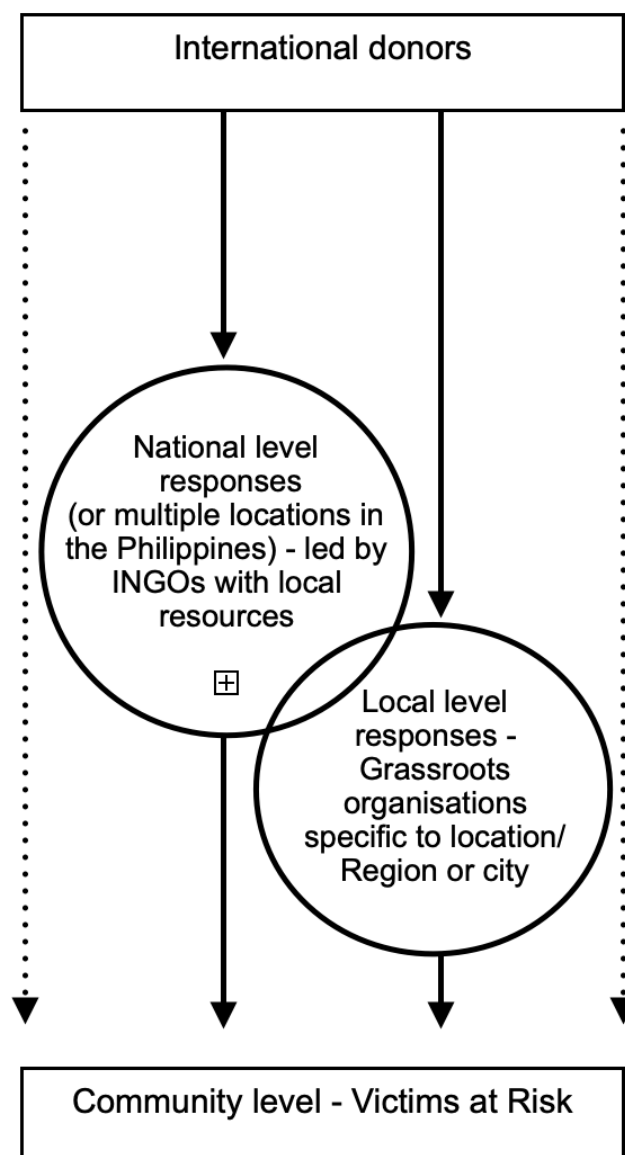 International donors
National level
responses
(or multiple locations in
the Philippines) - led by
INGOs with local
resources
Local level
responses -
Grassroots
organisations
specific to location/
Region or city
Community level - Victims at Risk